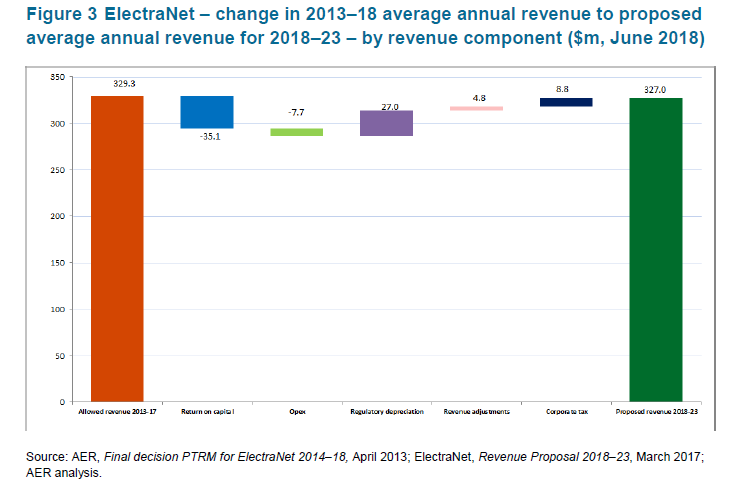 Figure 3 ElectraNet – change in 2013–18 average annual revenue to proposed
average annual revenue for 2018–23 – by revenue component ($m, June 2018)
350
300
250
200
150
100
50
0
329.3
-35.1
-7.7
27.0
4.8
8.8
327.0
Allowed revenue 2013-17
Return on capital
Opex
Regulatory depreciation
Revenue adjustments
Corporate tax
Proposed revenue 2018-23
Source: AER, Final decision PTRM for ElectraNet 2014–18, April 2013; ElectraNet, Revenue Proposal 2018–23, March 2017;
AER analysis.